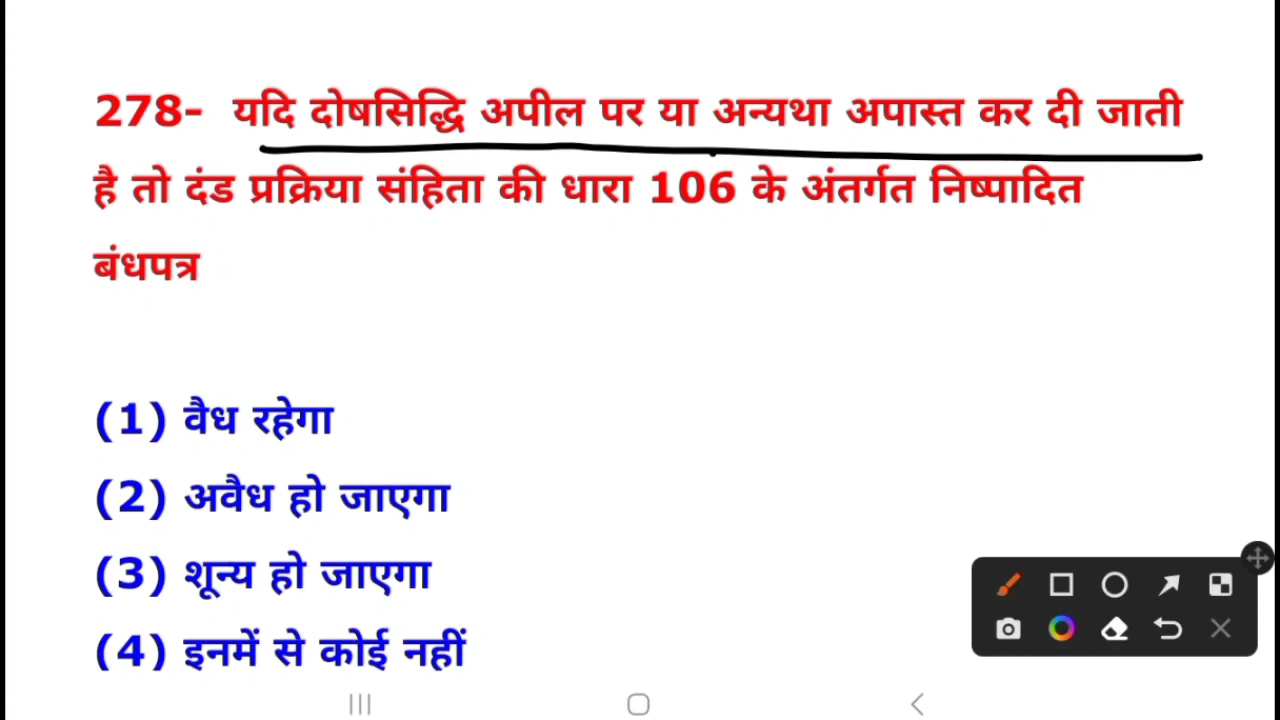 278- यदि दोषसिद्धि अपील पर या अन्यथा अपास्त कर दी जाती
है तो दंड प्रक्रिया संहिता की धारा 106 के अंतर्गत निष्पादित
बंधपत्र
(1) वैध रहेगा
(2) अवैध हो जाएगा
(3) शून्य हो जाएगा
(4) इनमें से कोई नहीं